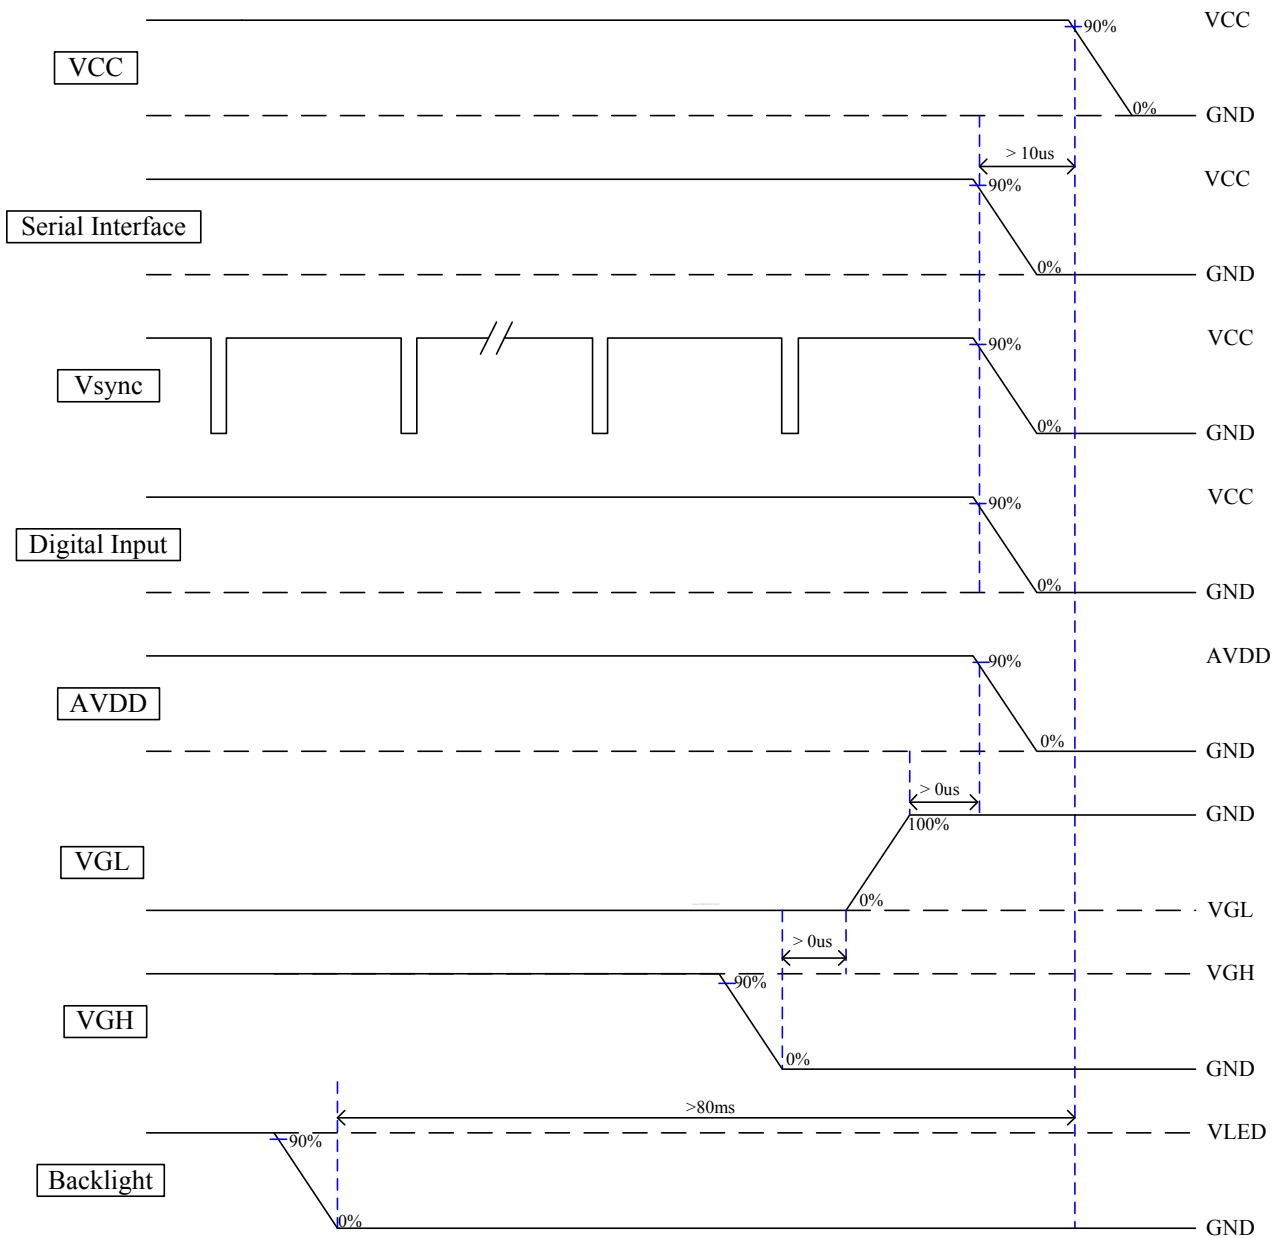 VCC
90%
VCC
0%
GND
> 10us
VCC
90%
Serial Interface
0%
GND
VCC
90%
Vsync
0%
GND
VCC
90%
Digital Input
0%
GND
AVDD
90%
AVDD
0%
GND
> 0us
GND
100%
VGL
0%
VGL
> 0us
VGH
90%
VGH
0%
GND
>80ms
VLED
90%
Backlight
0%
GND